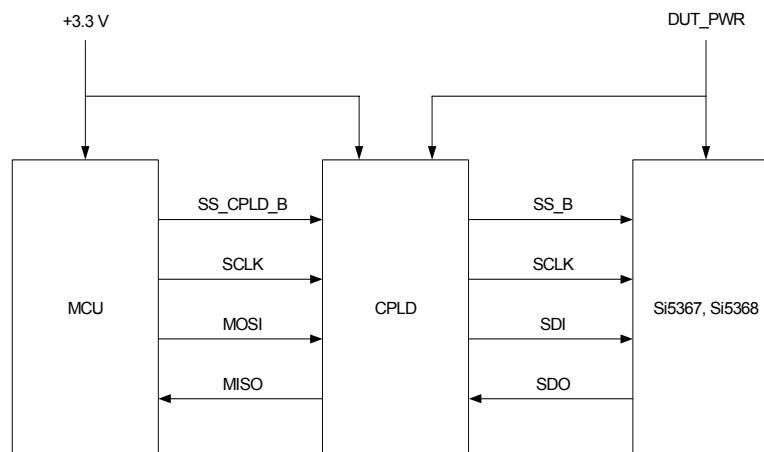 +3.3 V
DUT_PWR
SS_CPLD_B
SS_B
SCLK
SCLK
MCU
CPLD
Si5367, Si5368
MOSI
SDI
MISO
SDO